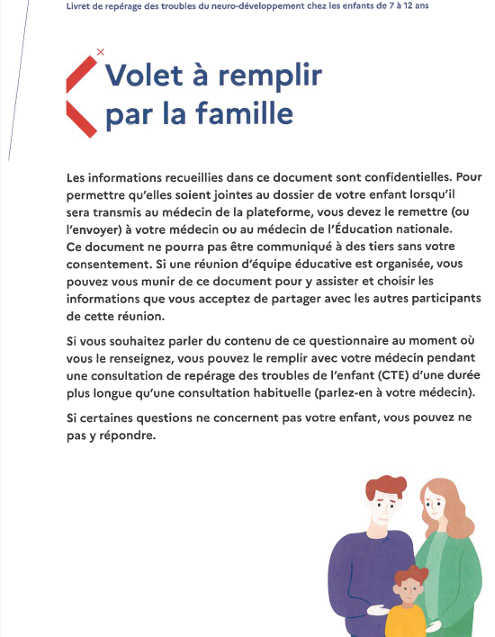 Livret de repérage des troubles du neuro-développement chez les enfants de 7 à 12 ans
Volet à remplir
par la famille
Les informations recueillies dans ce document sont confidentielles. Pour
permettre qu'elles soient jointes au dossier de votre enfant lorsqu'il
sera transmis au médecin de la plateforme, vous devez le remettre (ou
l'envoyer) à votre médecin ou au médecin de l'Éducation nationale.
Ce document ne pourra pas être communiqué à des tiers sans votre
consentement. Si une réunion d'équipe éducative est organisée, vous
pouvez vous munir de ce document pour y assister et choisir les
informations que vous acceptez de partager avec les autres participants
de cette réunion.
Si vous souhaitez parler du contenu de ce questionnaire au moment où
vous le renseignez, vous pouvez le remplir avec votre médecin pendant
une consultation de repérage des troubles de l'enfant (CTE) d'une durée
plus longue qu'une consultation habituelle (parlez-en à votre médecin).
Si certaines questions ne concernent pas votre enfant, vous pouvez ne
pas y répondre.